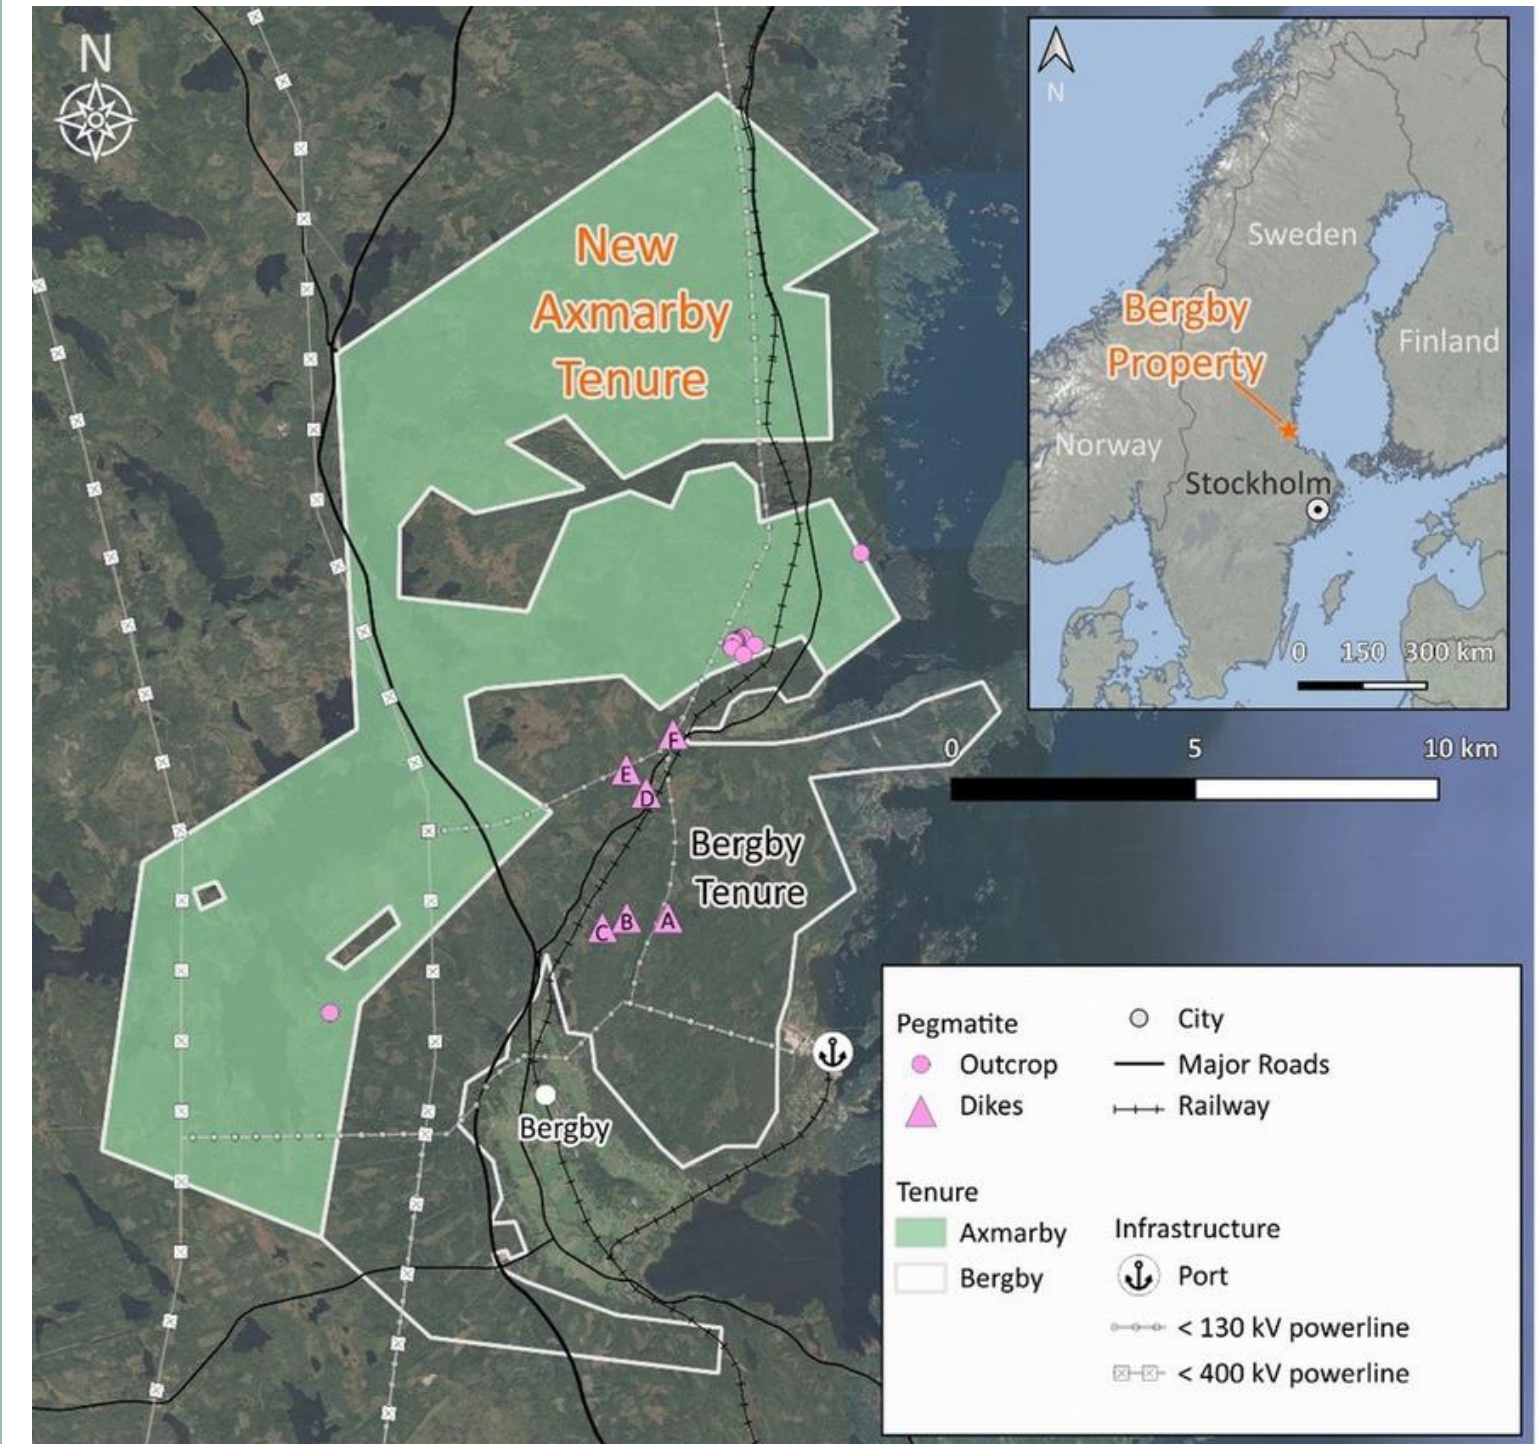 N
New
Axmarby
Tenure
F
E
D
Bergby
Tenure
C
B
A
Bergby
N
Sweden
Bergby
Property
Finland
Norway
Stockholm
0 150 300 km
0 5 10 km
Pegmatite
Outcrop
Dikes
City
Major Roads
Railway
Tenure
Axmarby
Bergby
Infrastructure
Port
< 130 kV powerline
< 400 kV powerline